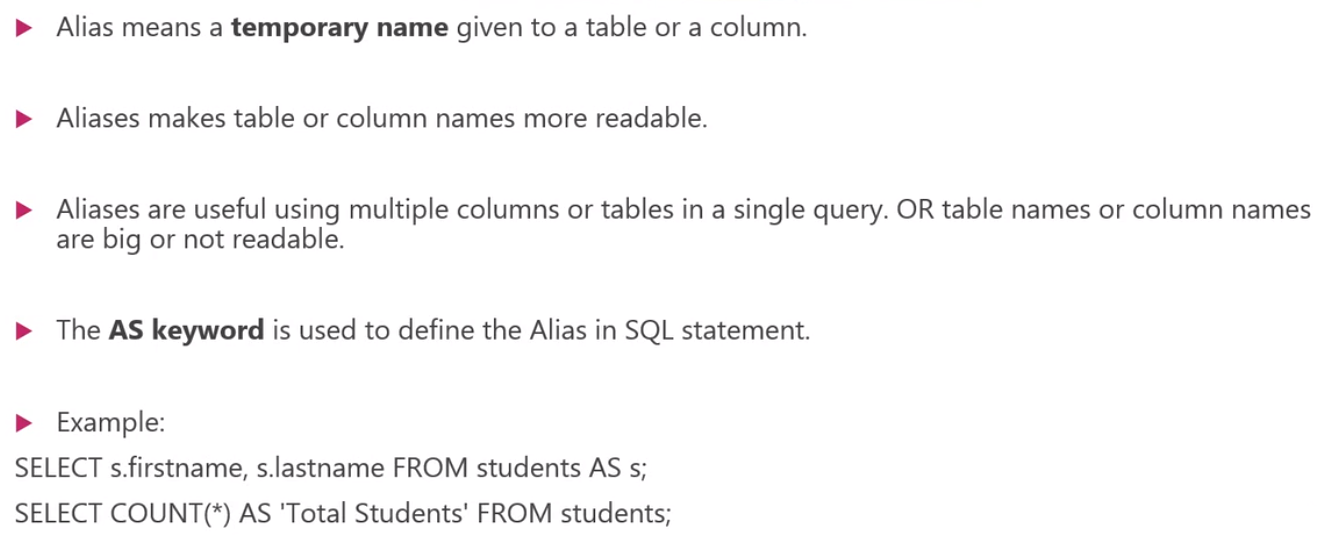 Alias means a temporary name given to a table or a column.
Aliases makes table or column names more readable.
Aliases are useful using multiple columns or tables in a single query. OR table names or column names
are big or not readable.
The AS keyword is used to define the Alias in SQL statement.
Example:
SELECT s.firstname, s.lastname FROM students AS s;
SELECT COUNT(*) AS 'Total Students' FROM students;